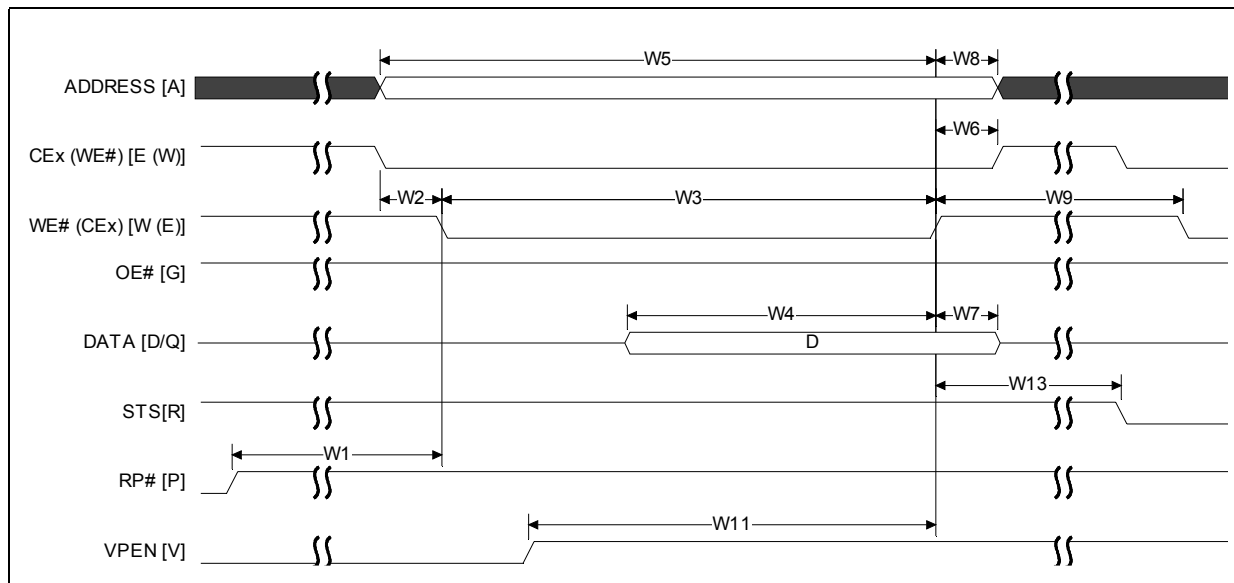 W5
W8
ADDRESS [A]
W6
CEx (WE#) [E (W)]
W2
W3
W9
WE# (CEx) [W (E)]
OE# [G]
W4
W7
DATA [D/Q]
D
W13
STS[R]
W1
RP# [P]
W11
VPEN [V]